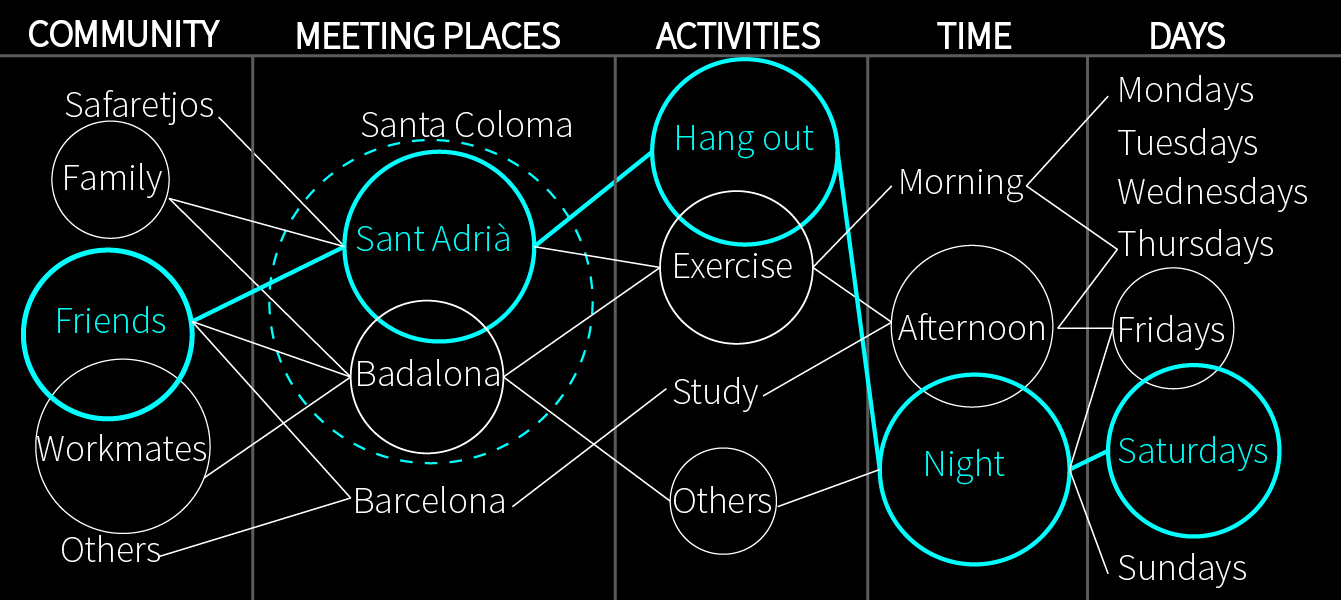 COMMUNITY
MEETING PLACES
ACTIVITIES
TIME
DAYS
Safaretjos
Family
Friends
Workmates
Others
Santa Coloma
Sant Adrià
Badalona
Barcelona
Hang out
Exercise
Study
Others
Morning
Afternoon
Night
Mondays
Tuesdays
Wednesdays
Thursdays
Fridays
Saturdays
Sundays